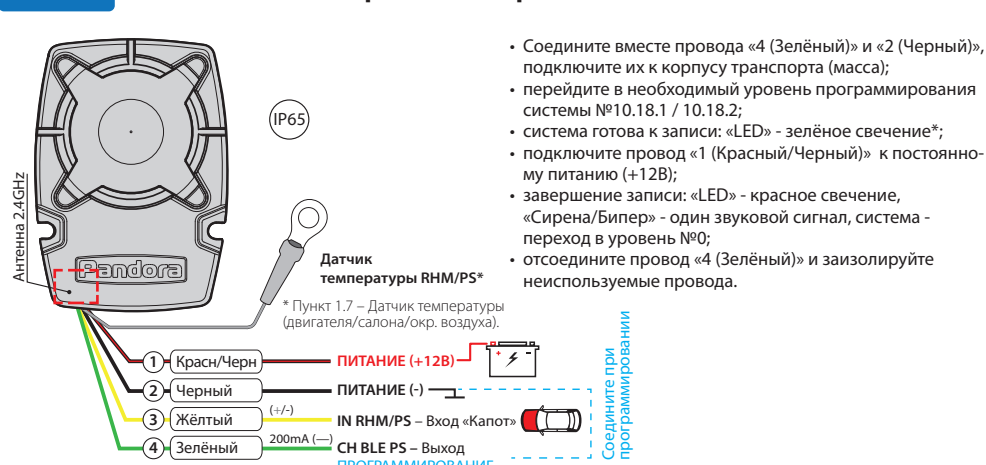 • Соедините вместе провода «4 (Зелёный)» и «2 (Черный)»,
подключите их к корпусу транспорта (масса);
• перейдите в необходимый уровень программирования
системы №10.18.1 / 10.18.2;
• система готова к записи: «LED» - зелёное свечение*;
• подключите провод «1 (Красный/Черный)» к постоянно-
му питанию (+12В);
• завершение записи: «LED» - красное свечение,
«Сирена/Бипер» - один звуковой сигнал, система -
переход в уровень №0;
• отсоедините провод «4 (Зелёный)» и заизолируйте
неиспользуемые провода.
IP65
Антенна 2.4GHz
Pandora
Датчик
температуры RHM/PS*
* Пункт 1.7 – Датчик температуры
(двигателя/салона/окр. воздуха).
1 Красн/Черн ПИТАНИЕ (+12В) + -
2 Черный ПИТАНИЕ (-)
3 Жёлтый (+/-) IN RHM/PS – Вход «Капот»
4 Зелёный 200mA (—) CH BLE PS – Выход
ПРОГРАММИРОВАНИЕ
Соедините при
программировании